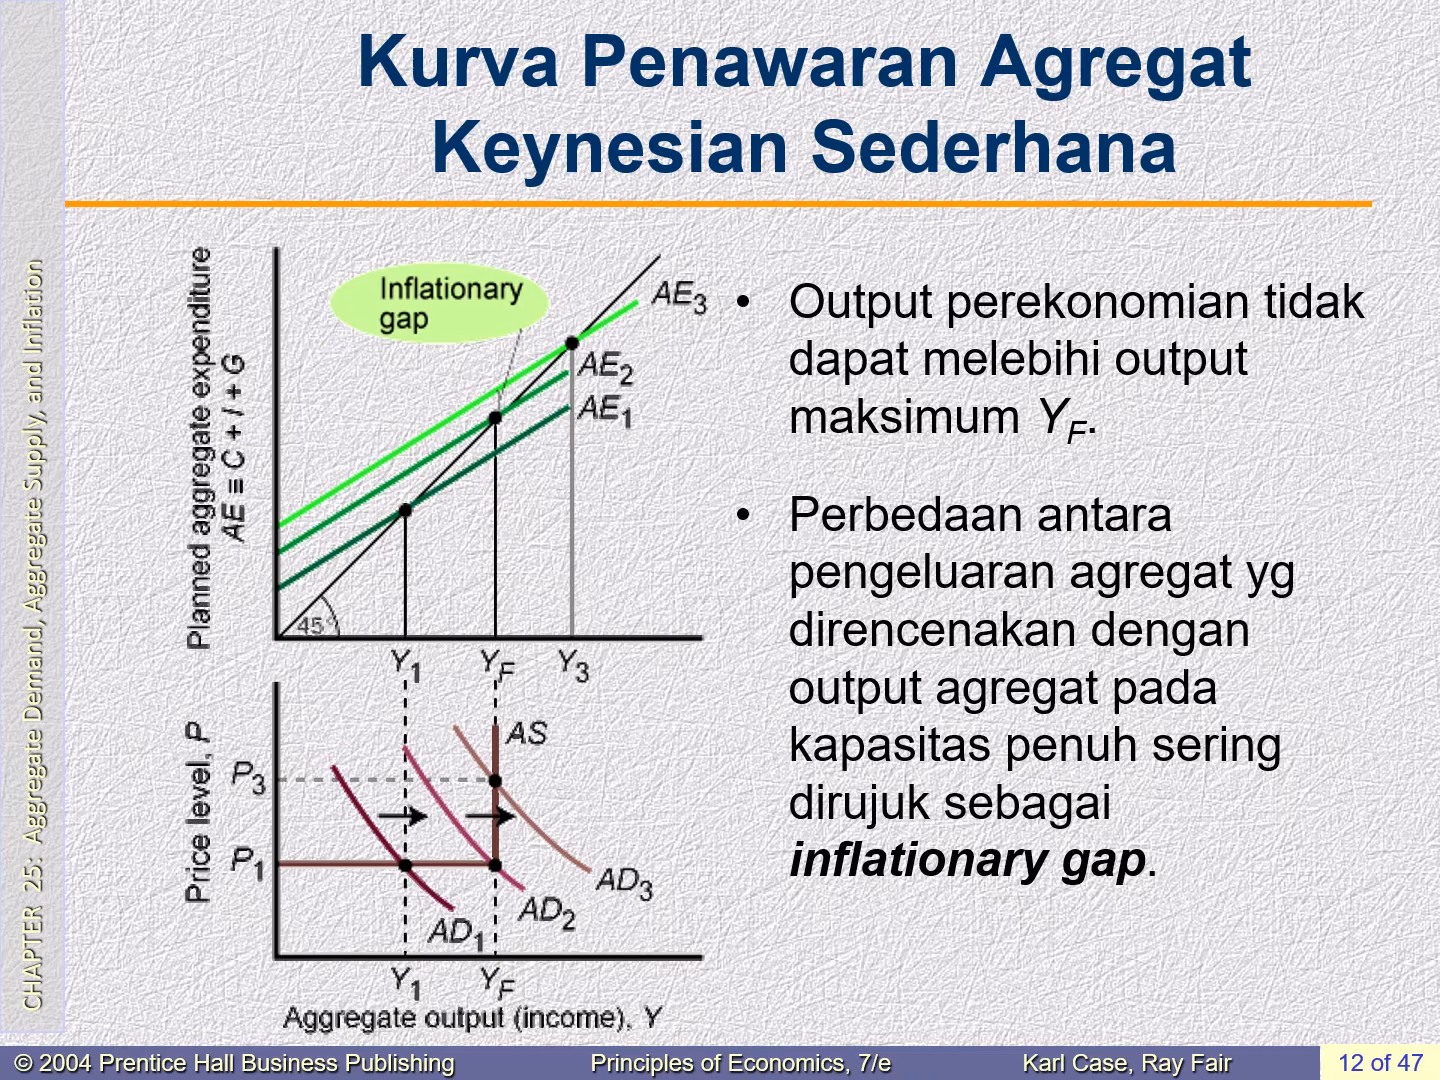 Kurva Penawaran Agregat
Keynesian Sederhana
CHAPTER 25: Aggregate Demand, Aggregate Supply, and Inflation
Planned aggregate expenditure
AE ≡ C + I + G
Inflationary
gap
AE3
AE2
AE1
45°
Y1 YF Y3
Price level, P
P3
P1
AS
AD3
AD2
AD1
Y1 YF
Aggregate output (income), Y
• Output perekonomian tidak
dapat melebihi output
maksimum YF.
• Perbedaan antara
pengeluaran agregat yg
direncenakan dengan
output agregat pada
kapasitas penuh sering
dirujuk sebagai
inflationary gap.
© 2004 Prentice Hall Business Publishing Principles of Economics, 7/e Karl Case, Ray Fair 12 of 47